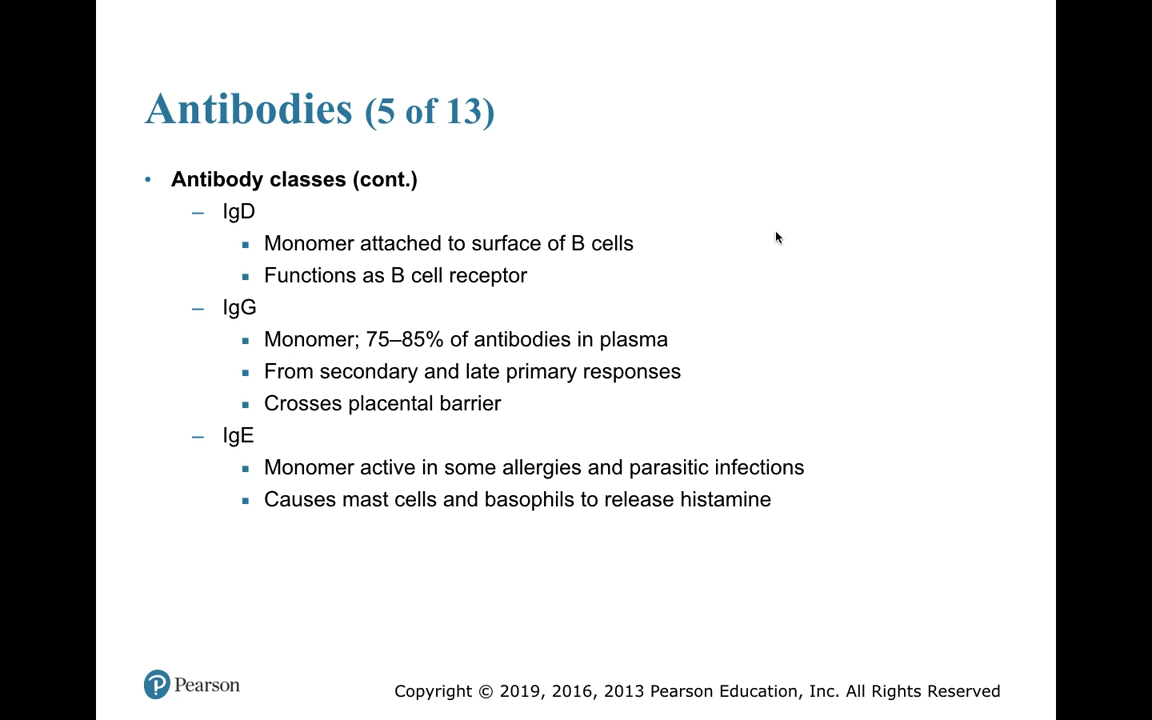 Antibodies (5 of 13)
• Antibody classes (cont.)
– IgD
▪ Monomer attached to surface of B cells
▪ Functions as B cell receptor
– IgG
▪ Monomer; 75–85% of antibodies in plasma
▪ From secondary and late primary responses
▪ Crosses placental barrier
– IgE
▪ Monomer active in some allergies and parasitic infections
▪ Causes mast cells and basophils to release histamine
Pearson
Copyright © 2019, 2016, 2013 Pearson Education, Inc. All Rights Reserved